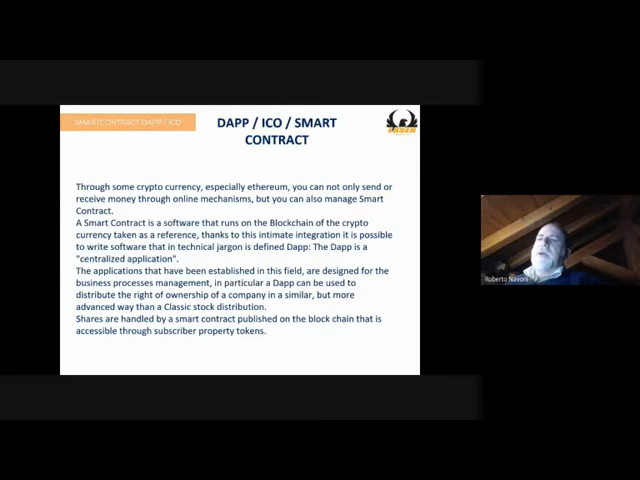 SMARTCONTRACT DAPP / ICO
DAPP / ICO / SMART
CONTRACT
Through some crypto currency, especially ethereum, you can not only send or
receive money through online mechanisms, but you can also manage Smart
Contract.
A Smart Contract is a software that runs on the Blockchain of the crypto
currency taken as a reference, thanks to this intimate integration it is possible
to write software that in technical jargon is defined Dapp: The Dapp is a
"centralized application".
The applications that have been established in this field, are designed for the
business processes management, in particular a Dapp can be used to
distribute the right of ownership of a company in a similar, but more
advanced way than a Classic stock distribution.
Shares are handled by a smart contract published on the block chain that is
accessible through subscriber property tokens.
Roberto Navora